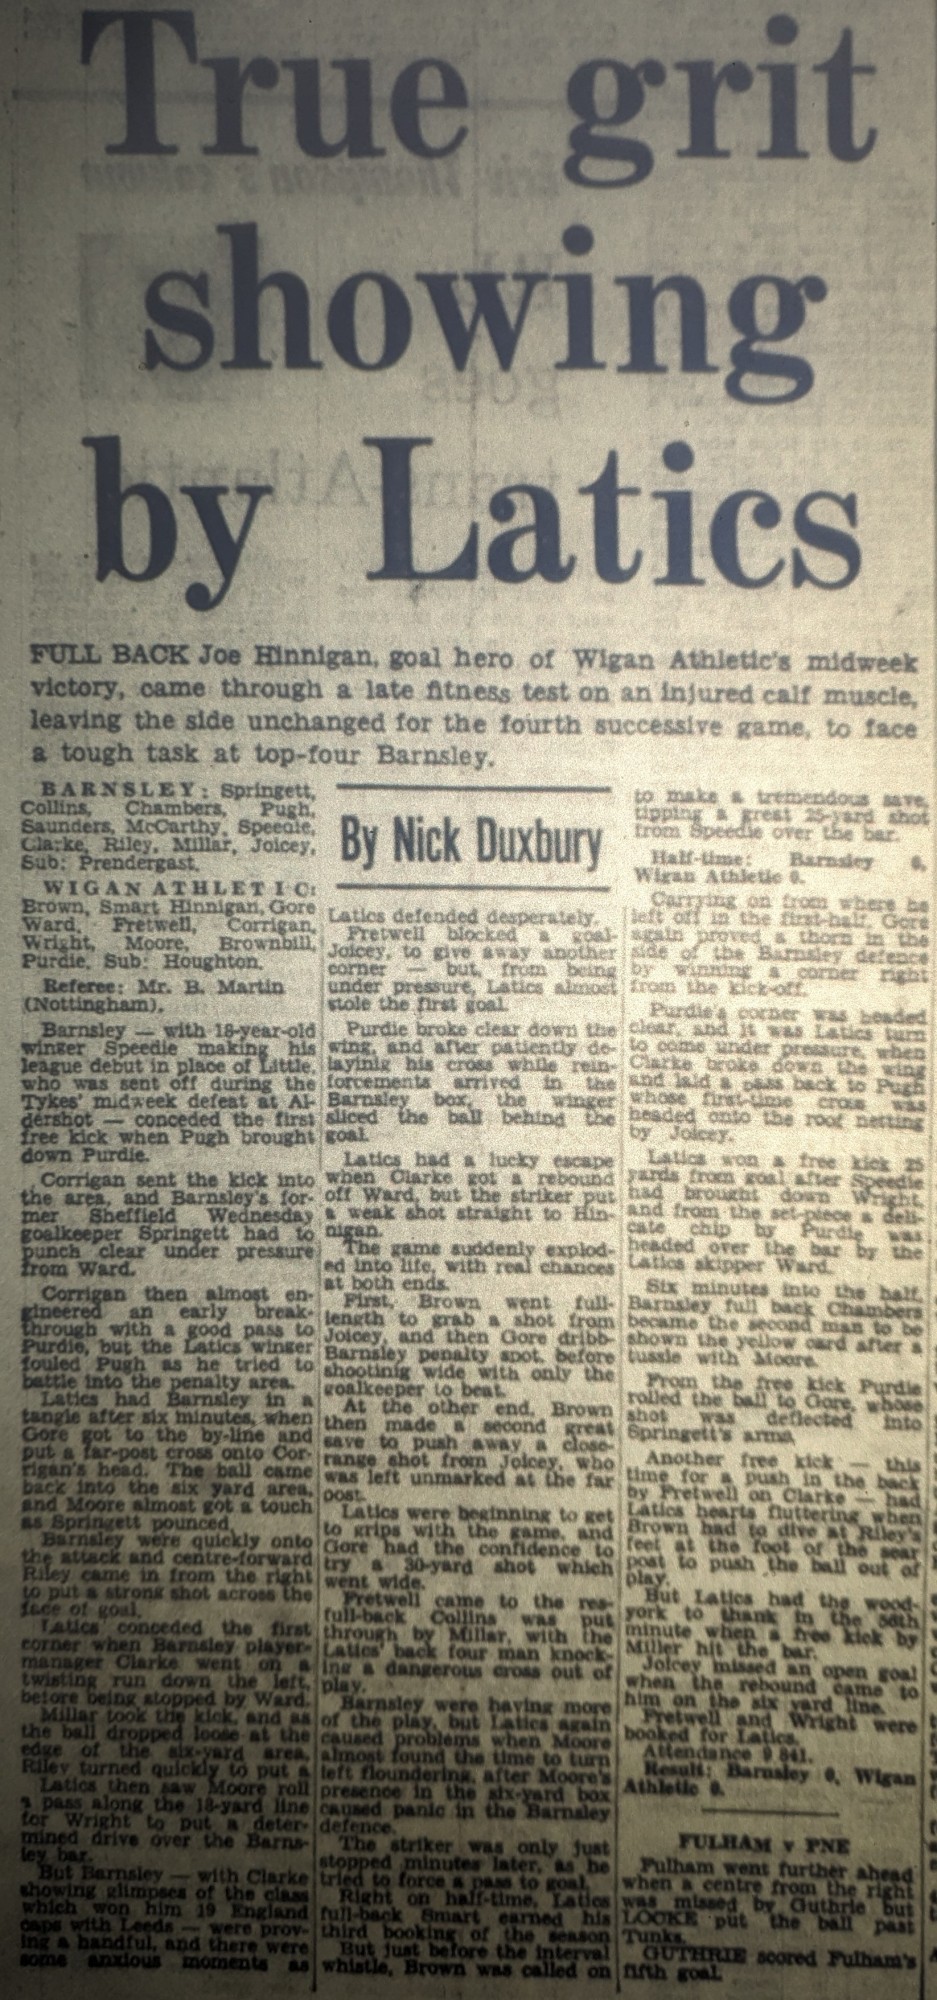 True grit
showing
by Latics
FULL BACK Joe Hinnigan, goal hero of Wigan Athletic's midweek
victory, came through a late fitness test on an injured calf muscle,
leaving the side unchanged for the fourth successive game, to face
a tough task at top-four Barnsley.
BARNSLEY: Springett,
Collins, Chambers, Pugh,
Saunders, McCarthy, Speedie,
Clarke, Riley, Millar, Joicey,
Sub: Prendergast.
WIGAN ATHLETIC:
Brown, Smart Hinnigan, Gore
Ward, Fretwell, Corrigan,
Wright, Moore, Brownbill,
Purdie. Sub: Houghton.
Referee: Mr. B. Martin
(Nottingham).
Barnsley — with 18-year-old
winger Speedie making his
league debut in place of Little,
who was sent off during the
Tykes' midweek defeat at Al-
dershot — conceded the first
free kick when Pugh brought
down Purdie.
Corrigan sent the kick into
the area, and Barnsley's for-
mer Sheffield Wednesday
goalkeeper Springett had to
punch clear under pressure
from Ward.
Corrigan then almost en-
gineered an early break-
through with a good pass to
Purdie, but the Latics winger
fouled Pugh as he tried to
battle into the penalty area.
Latics had Barnsley in a
tangle after six minutes, when
Gore got to the by-line and
put a far-post cross onto Cor-
rigan's head. The ball came
back into the six yard area,
and Moore almost got a touch
as Springett pounced.
Barnsley were quickly onto
the attack and centre-forward
Riley came in from the right
to put a strong shot across the
face of goal.
Latics conceded the first
corner when Barnsley player-
manager Clarke went on a
twisting run down the left,
before being stopped by Ward.
Millar took the kick, and as
the ball dropped loose at the
edge of the six-yard area,
Riley turned quickly to put a
Latics then saw Moore roll
a pass along the 18-yard line
for Wright to put a deter-
mined drive over the Barns-
ley bar.
But Barnsley — with Clarke
showing glimpses of the class
which won him 19 England
caps with Leeds — were prov-
ing a handful, and there were
some anxious moments as
By Nick Duxbury
Latics defended desperately.
Fretwell blocked a goal-
Joicey, to give away another
corner — but, from being
under pressure, Latics almost
stole the first goal.
Purdie broke clear down the
wing, and after patiently de-
laying his cross while rein-
forcements arrived in the
Barnsley box, the winger
sliced the ball behind the
goal.
Latics had a lucky escape
when Clarke got a rebound
off Ward, but the striker put
a weak shot straight to Hin-
nigan.
The game suddenly explod-
ed into life, with real chances
at both ends.
First, Brown went full-
length to grab a shot from
Joicey, and then Gore dribb-
Barnsley penalty spot, before
shootinig wide with only the
goalkeeper to beat.
At the other end, Brown
then made a second great
save to push away a close-
range shot from Joicey, who
was left unmarked at the far
post.
Latics were beginning to get
to grips with the game, and
Gore had the confidence to
try a 30-yard shot which
went wide.
Fretwell came to the res-
full-back Collins was put
through by Millar, with the
Latics' back four man knock-
ing a dangerous cross out of
play.
Barnsley were having more
of the play, but Latics again
caused problems when Moore
almost found the time to turn
left floundering, after Moore's
presence in the six-yard box
caused panic in the Barnsley
defence.
The striker was only just
stopped minutes later, as he
tried to force a pass to goal.
Right on half-time, Latics
full-back Smart earned his
third booking of the season
But just before the interval
whistle, Brown was called on
to make a tremendous save,
tipping a great 25-yard shot
from Speedie over the bar.
Half-time: Barnsley 0,
Wigan Athletic 0.
Carrying on from where he
left off in the first-half, Gore
again proved a thorn in the
side of the Barnsley defence
by winning a corner right
from the kick-off.
Purdie's corner was headed
clear, and it was Latics turn
to come under pressure, when
Clarke broke down the wing
and laid a pass back to Pugh
whose first-time cross was
headed onto the roof netting
by Joicey.
Latics won a free kick 25
yards from goal after Speedie
had brought down Wright,
and from the set-piece a deli-
cate chip by Purdie was
headed over the bar by the
Latics skipper Ward.
Six minutes into the half,
Barnsley full back Chambers
became the second man to be
shown the yellow card after a
tussle with Moore.
From the free kick Purdie
rolled the ball to Gore, whose
shot was deflected into
Springett's arms.
Another free kick — this
time for a push in the back
by Fretwell on Clarke — had
Latics hearts fluttering when
Brown had to dive at Riley's
feet at the foot of the near
post to push the ball out of
play.
But Latics had the wood-
york to thank in the 56th
minute when a free kick by
Miller hit the bar.
Joicey missed an open goal
when the rebound came to
him on the six yard line.
Fretwell and Wright were
booked for Latics.
Attendance 9 841.
Result: Barnsley 0, Wigan
Athletic 0.
FULHAM v PNE
Fulham went further ahead
when a centre from the right
was missed by Guthrie but
LOCKE put the ball past
Tunks.
GUTHRIE scored Fulham's
fifth goal.